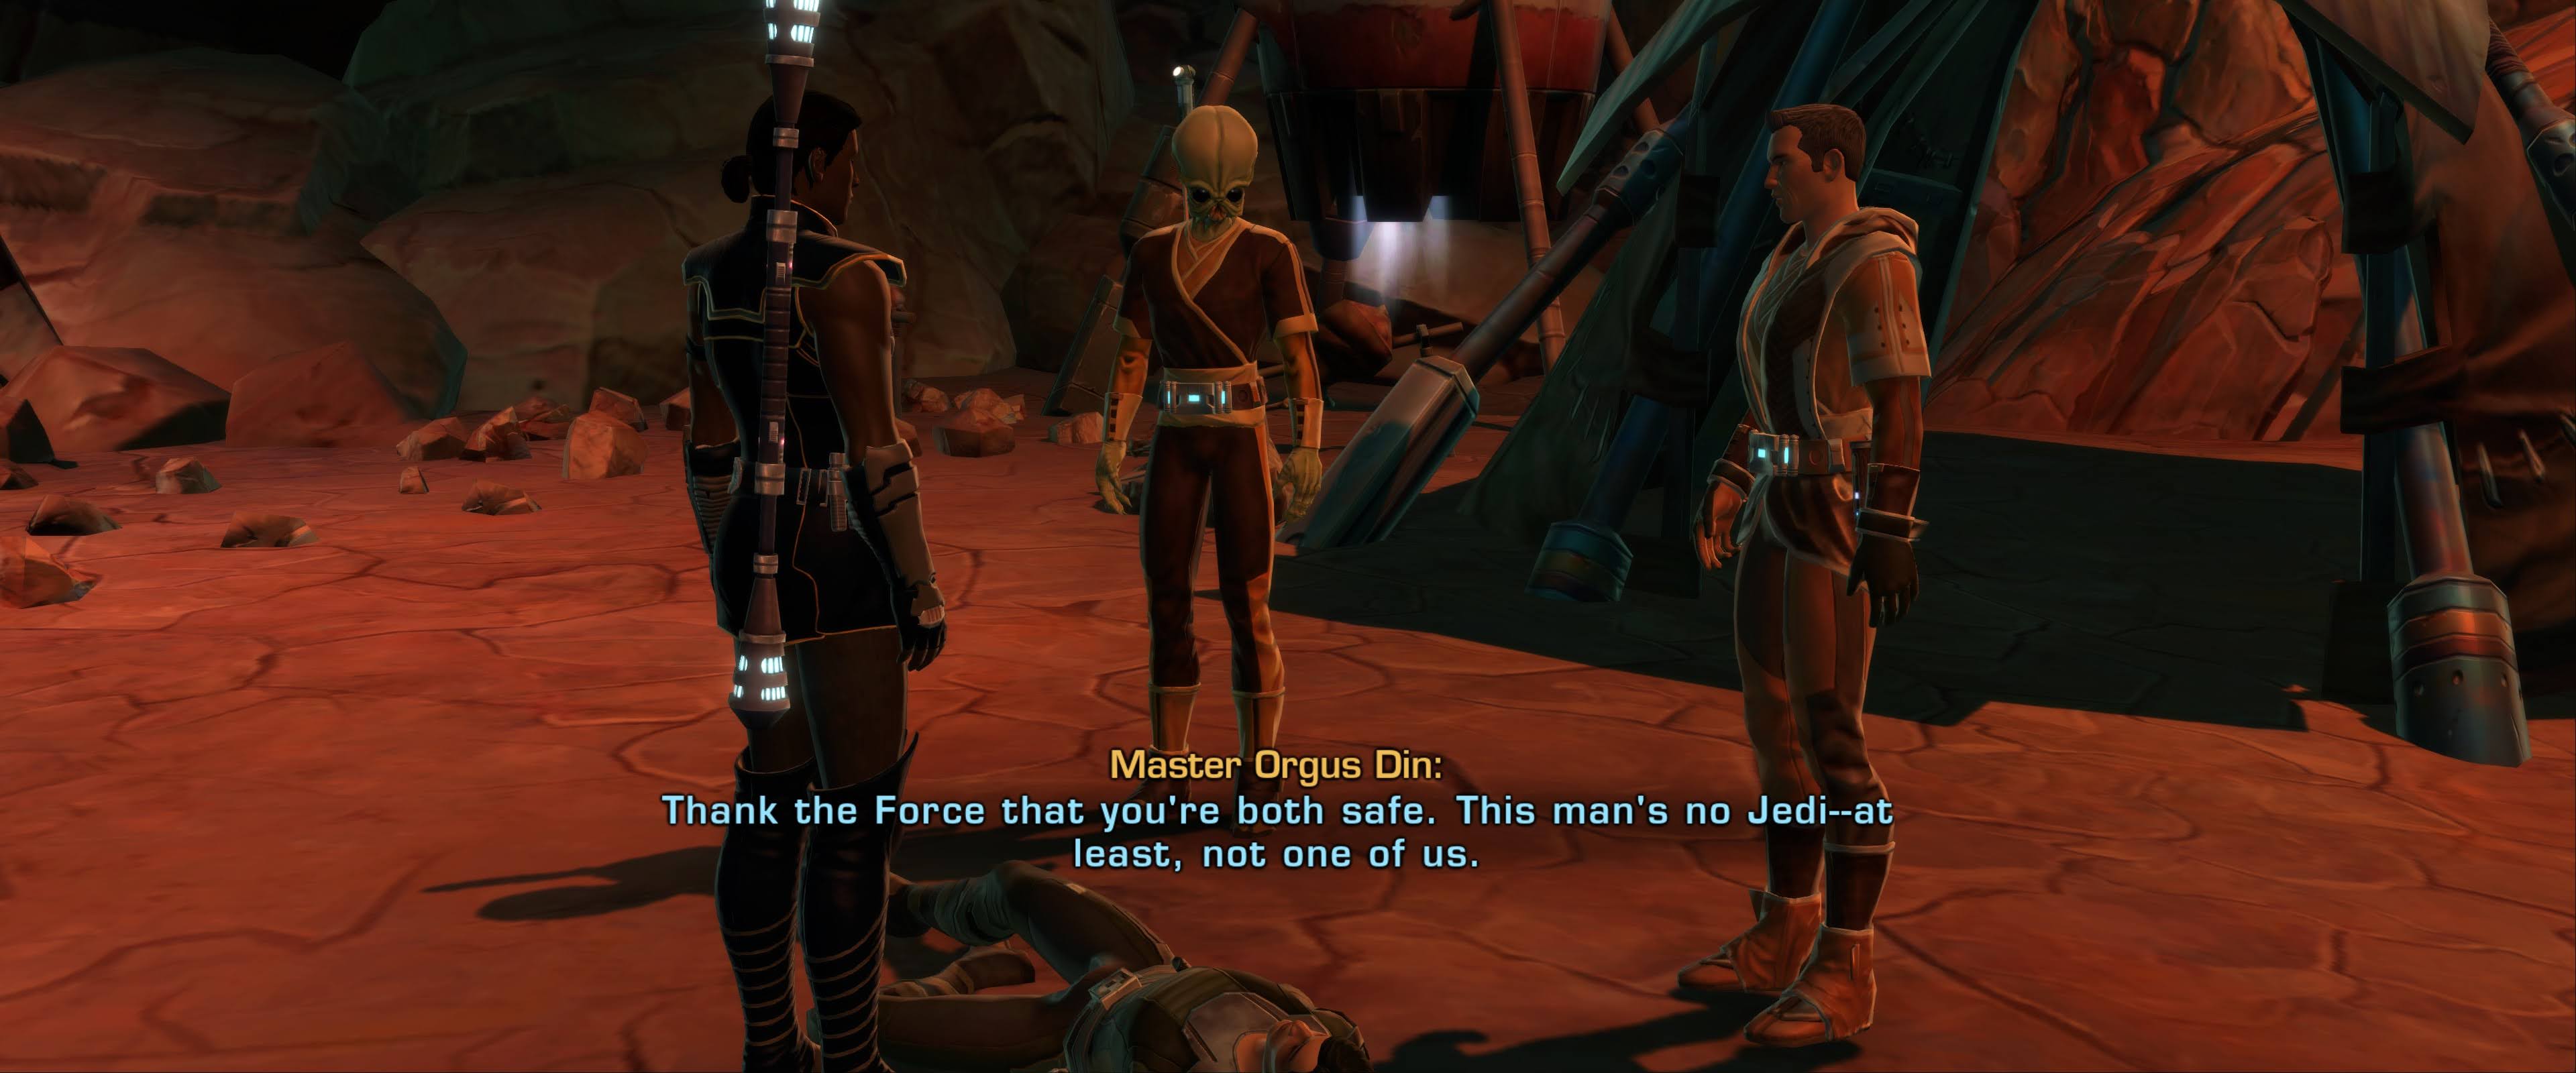 Master Orgus Din:
Thank the Force that you're both safe. This man's no Jedi--at
least, not one of us.